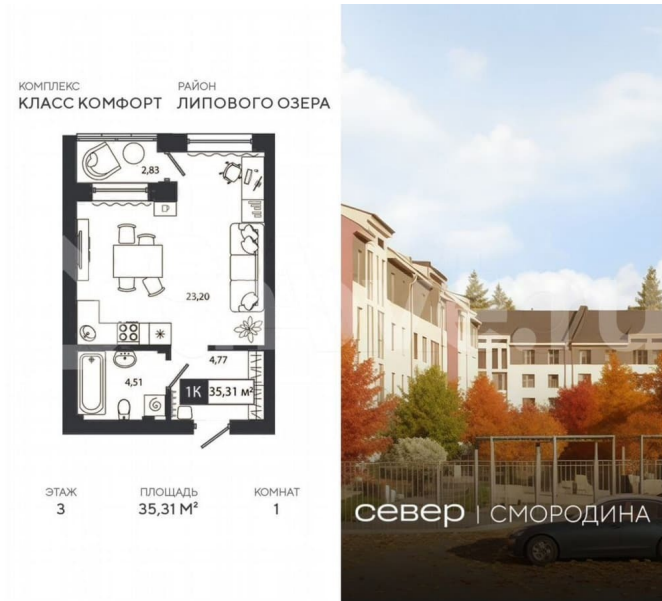 КОМПЛЕКС
КЛАСС КОМФОРТ
РАЙОН
ЛИПОВОГО ОЗЕРА
2,83
23,20
4,77
4,51
1К
35,31 м²
ЭТАЖ
3
ПЛОЩАДЬ
35,31 М²
КОМНАТ
1
север | СМОРОДИНА